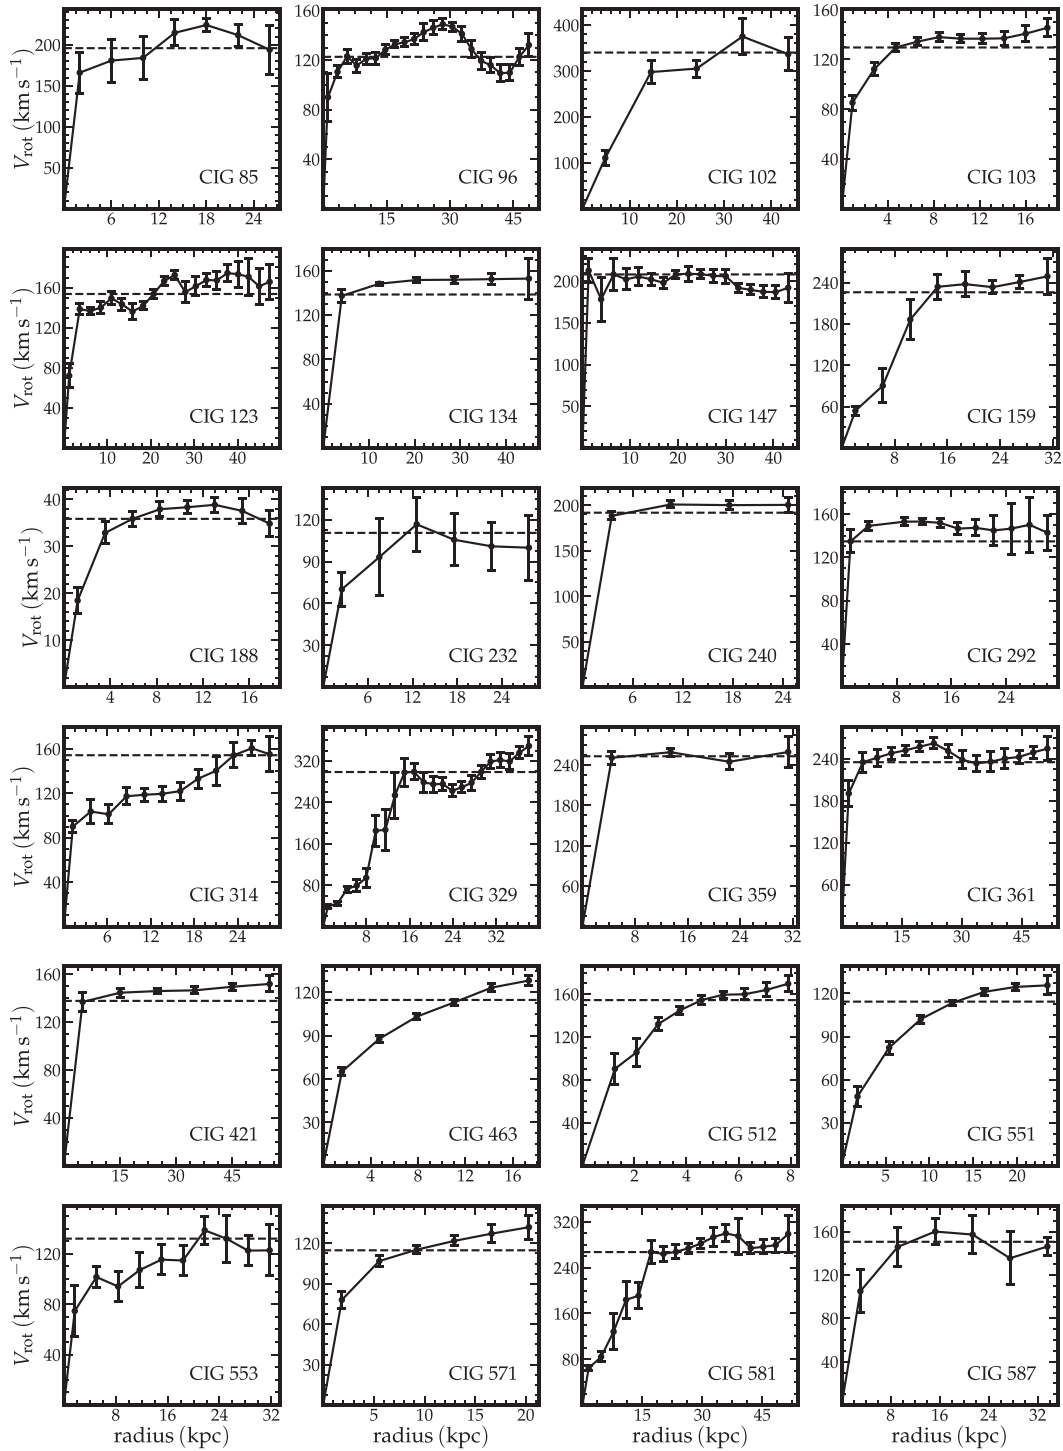 V_rot (km s⁻¹)
200
150
100
50
CIG 85
6 12 18 24
160
120
80
40
CIG 96
15 30 45
400
300
200
100
CIG 102
10 20 30 40
160
120
80
40
CIG 103
4 8 12 16
V_rot (km s⁻¹)
160
120
80
40
CIG 123
10 20 30 40
160
120
80
40
CIG 134
10 20 30 40
200
150
100
50
CIG 147
10 20 30 40
240
180
120
60
CIG 159
8 16 24 32
V_rot (km s⁻¹)
40
30
20
10
CIG 188
4 8 12 16
120
90
60
30
CIG 232
6 12 18 24
200
150
100
50
CIG 240
6 12 18 24
160
120
80
40
CIG 292
8 16 24
V_rot (km s⁻¹)
160
120
80
40
CIG 314
6 12 18 24
320
240
160
80
CIG 329
8 16 24 32
240
180
120
60
CIG 359
8 16 24 32
240
180
120
60
CIG 361
15 30 45
V_rot (km s⁻¹)
160
120
80
40
CIG 421
15 30 45
120
90
60
30
CIG 463
4 8 12 16
160
120
80
40
CIG 512
2 4 6 8
120
90
60
30
CIG 551
5 10 15 20
V_rot (km s⁻¹)
120
80
40
CIG 553
8 16 24 32
radius (kpc)
120
90
60
30
CIG 571
5 10 15 20
radius (kpc)
320
240
160
80
CIG 581
15 30 45
radius (kpc)
160
120
80
40
CIG 587
8 16 24 32
radius (kpc)